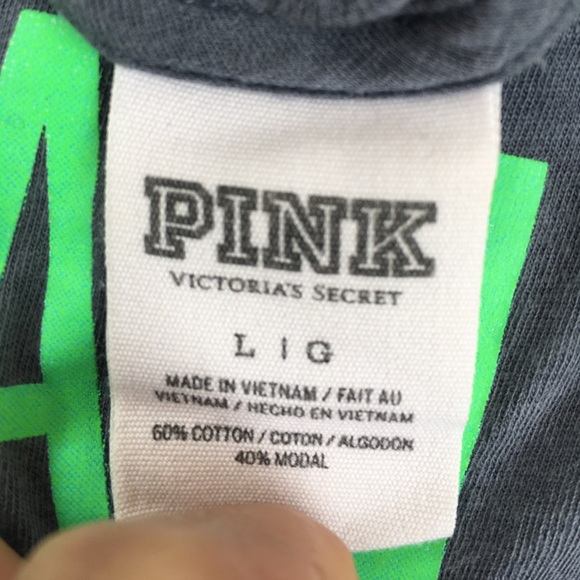 PINK
VICTORIA'S SECRET
L | G
MADE IN VIETNAM / FAIT AU
VIETNAM / HECHO EN VIETNAM
60% COTTON / COTON / ALGODON
40% MODAL